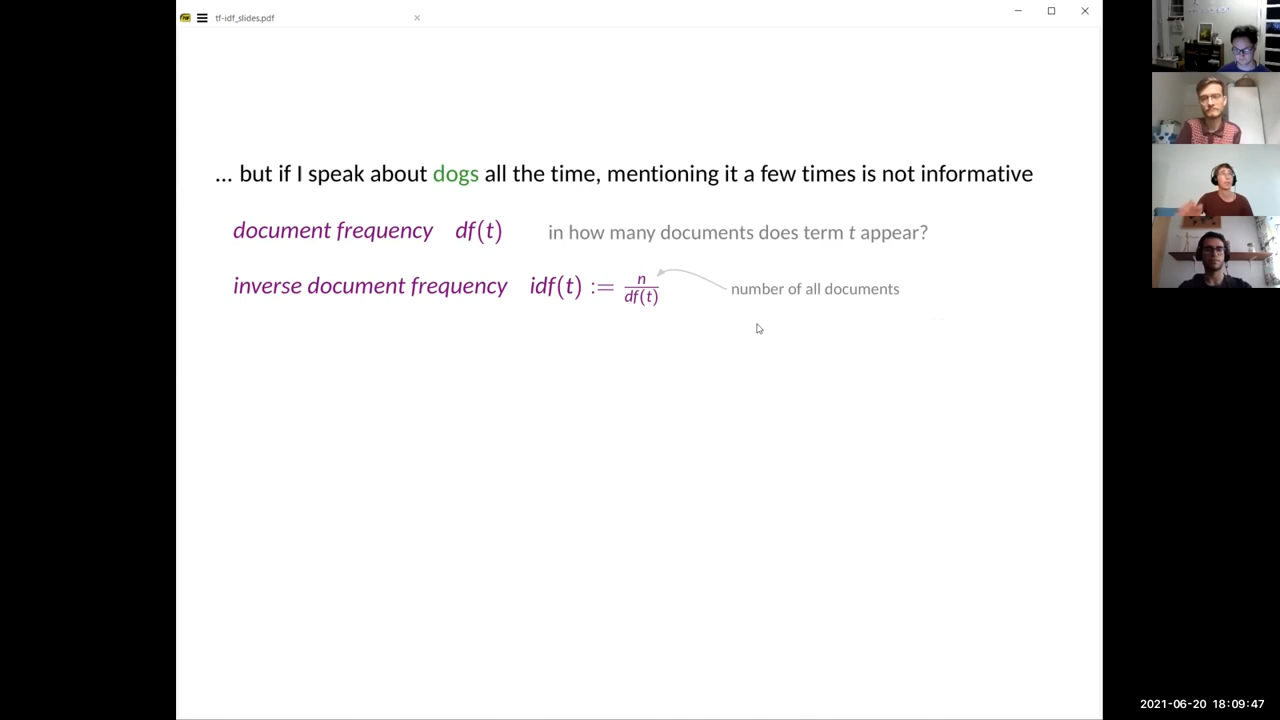 tf-idf_slides.pdf
... but if I speak about dogs all the time, mentioning it a few times is not informative
document frequency df(t) in how many documents does term t appear?
inverse document frequency idf(t) := n/df(t) number of all documents
2021-06-20 18:09:47